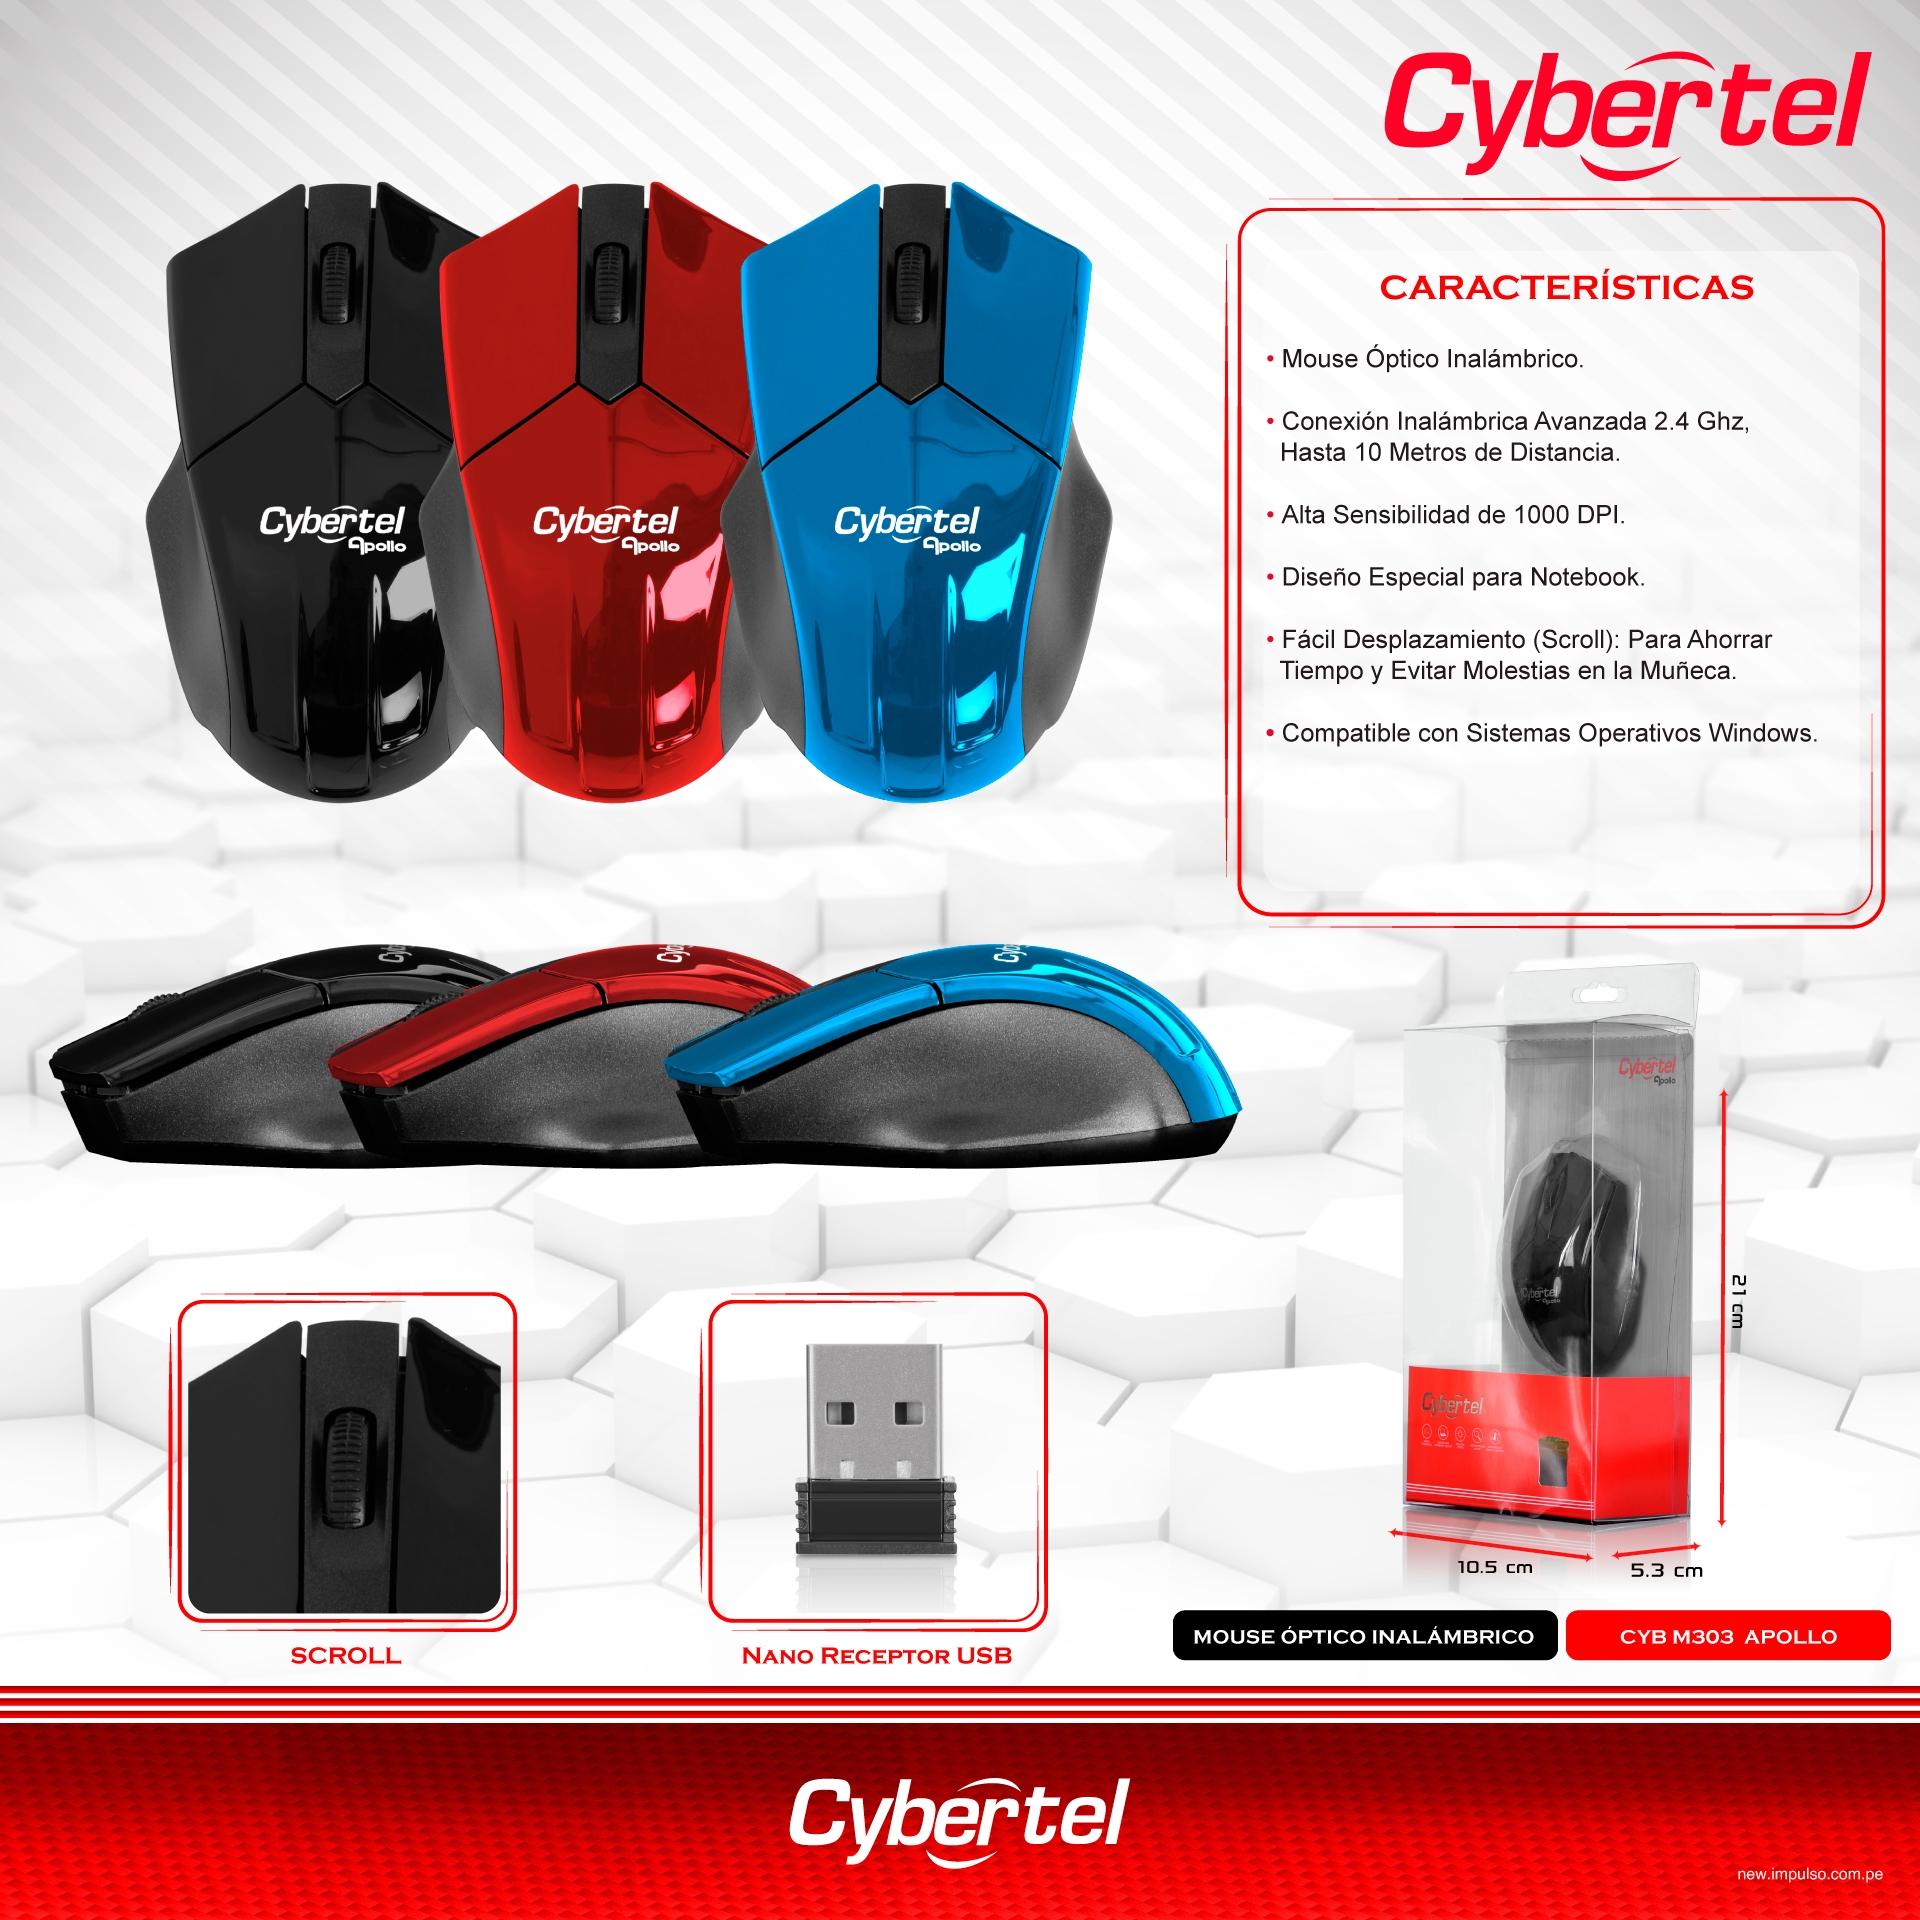 Cybertel
CARACTERÍSTICAS
• Mouse Óptico Inalámbrico.
• Conexión Inalámbrica Avanzada 2.4 Ghz,
Hasta 10 Metros de Distancia.
• Alta Sensibilidad de 1000 DPI.
• Diseño Especial para Notebook.
• Fácil Desplazamiento (Scroll): Para Ahorrar
Tiempo y Evitar Molestias en la Muñeca.
• Compatible con Sistemas Operativos Windows.
Cybertel
Apollo
Cybertel
Apollo
Cybertel
Apollo
Cybertel
Apollo
Cybertel
Apollo
Cybertel
21 cm
10.5 cm
5.3 cm
SCROLL
NANO RECEPTOR USB
MOUSE ÓPTICO INALÁMBRICO
CYB M303 APOLLO
Cybertel
new.impulso.com.pe